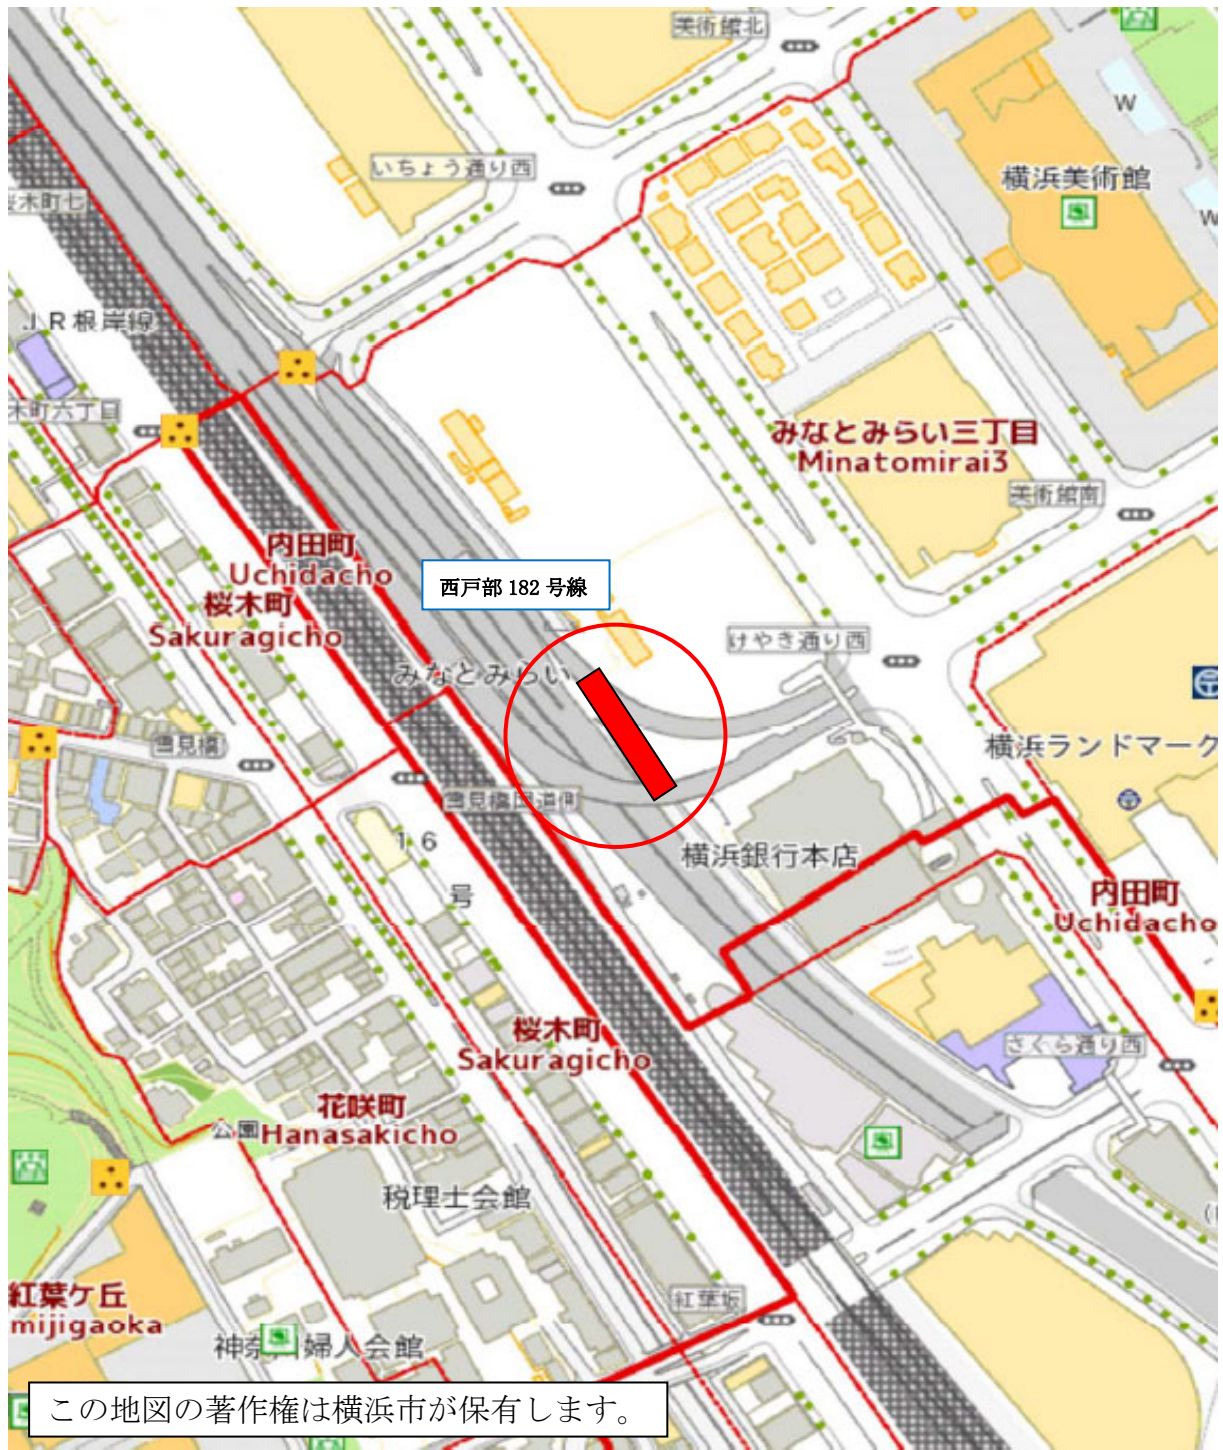 美術館北
W
いちょう通り西
横浜美術館
W
木町七
JR根岸線
木町六丁目
みなとみらい三丁目
Minatomirai3
美術館南
内田町
Uchidacho
西戸部 182 号線
桜木町
Sakuragicho
けやき通り西
みなとみらい
雪見橋
横浜ランドマーク
雪見橋国道側
16
号
横浜銀行本店
内田町
Uchidacho
桜木町
Sakuragicho
さくら通り西
花咲町
公園
Hanasakicho
税理士会館
紅葉ケ丘
mijigaoka
紅葉坂
神奈川婦人会館
この地図の著作権は横浜市が保有します。